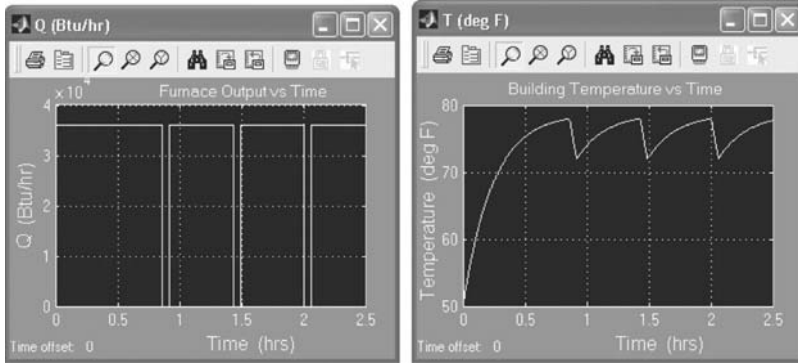 Q (Btu/hr)
x 10^4
Furnace Output vs Time
4
3
2
1
0
Q (Btu/hr)
0 0.5 1 1.5 2 2.5
Time offset: 0
Time (hrs)
T (deg F)
Building Temperature vs Time
80
70
60
50
Temperature (deg F)
0 0.5 1 1.5 2 2.5
Time offset: 0
Time (hrs)